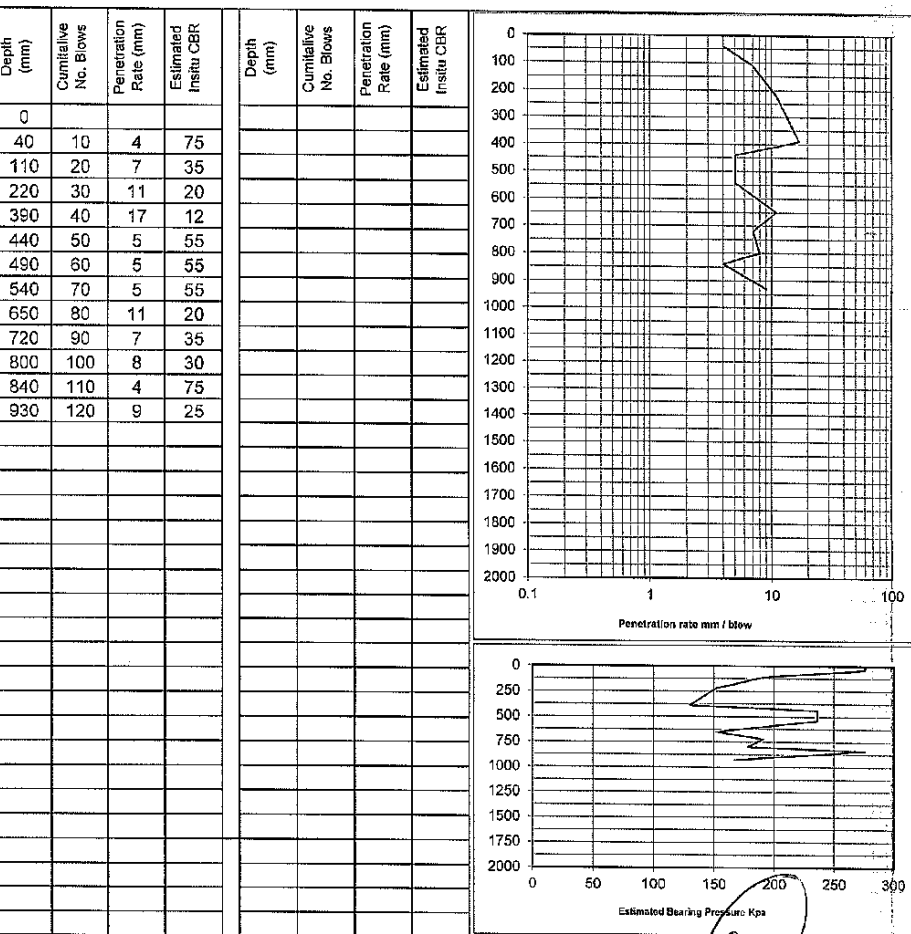 Depth (mm) Cumitalive No. Blows Penetration Rate (mm) Estimated Insitu CBR Depth (mm) Cumitative No. Blows Penetration Rate (mm) Estimated Insitu CBR
0
40 10 4 75
110 20 7 35
220 30 11 20
390 40 17 12
440 50 5 55
490 60 5 55
540 70 5 55
650 80 11 20
720 90 7 35
800 100 8 30
840 110 4 75
930 120 9 25
0
100
200
300
400
500
600
700
800
900
1000
1100
1200
1300
1400
1500
1600
1700
1800
1900
2000
0.1 1 10 100
Penetration rate mm / blow
0
250
500
750
1000
1250
1500
1750
2000
0 50 100 150 200 250 300
Estimated Bearing Pressure Kpa